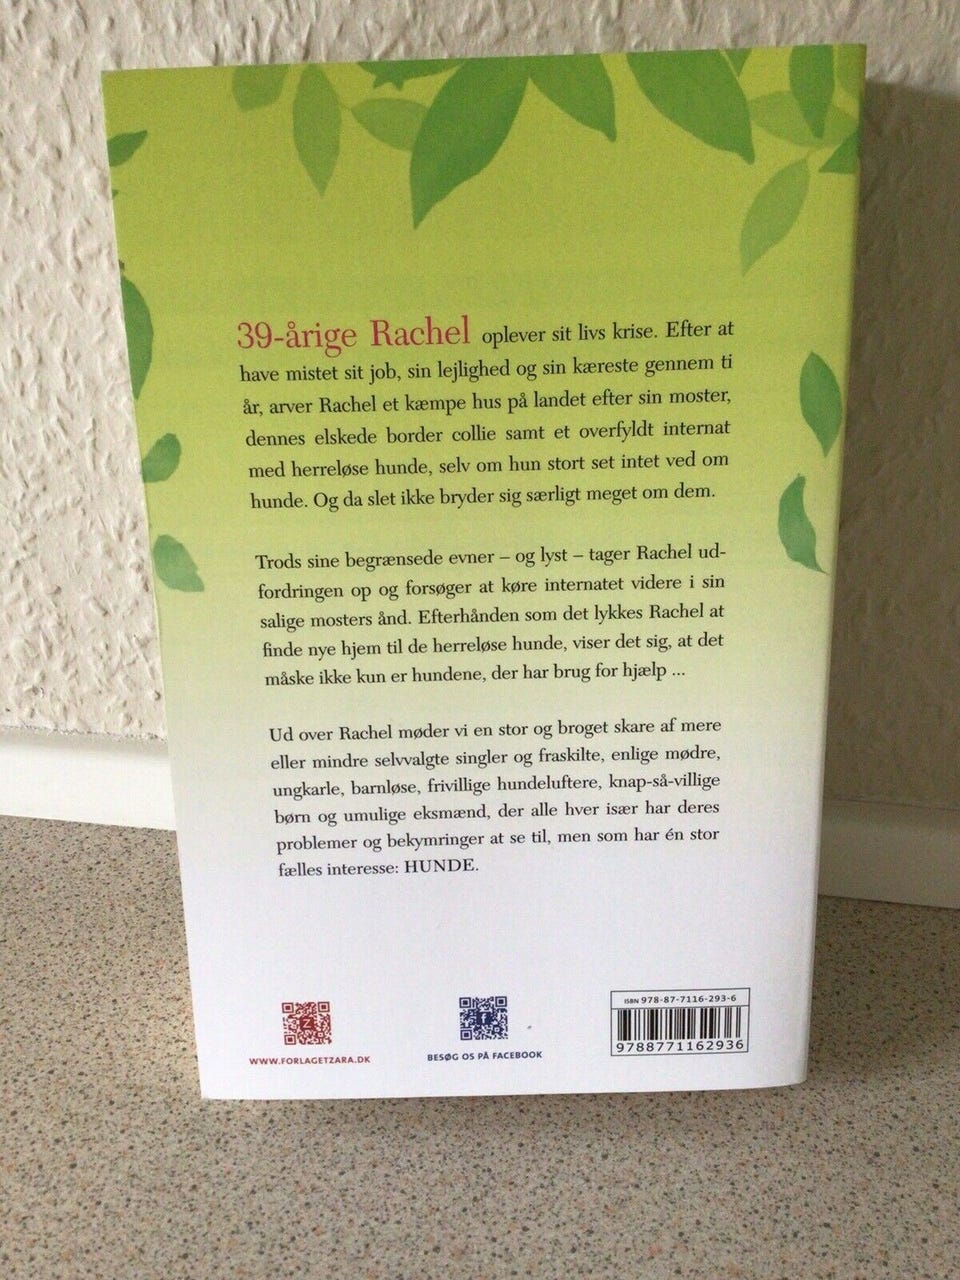 39-årige Rachel oplever sit livs krise. Efter at
have mistet sit job, sin lejlighed og sin kæreste gennem ti
år, arver Rachel et kæmpe hus på landet efter sin moster,
dennes elskede border collie samt et overfyldt internat
med herreløse hunde, selv om hun stort set intet ved om
hunde. Og da slet ikke bryder sig særligt meget om dem.
Trods sine begrænsede evner – og lyst – tager Rachel ud-
fordringen op og forsøger at køre internatet videre i sin
salige mosters ånd. Efterhånden som det lykkes Rachel at
finde nye hjem til de herreløse hunde, viser det sig, at det
måske ikke kun er hundene, der har brug for hjælp ...
Ud over Rachel møder vi en stor og broget skare af mere
eller mindre selvvalgte singler og fraskilte, enlige mødre,
ungkarle, barnløse, frivillige hundeluftere, knap-så-villige
børn og umulige eksmænd, der alle hver især har deres
problemer og bekymringer at se til, men som har én stor
fælles interesse: HUNDE.
Z
WWW.FORLAGETZARA.DK
f
BESØG OS PÅ FACEBOOK
ISBN 978-87-7116-293-6
9788771162936